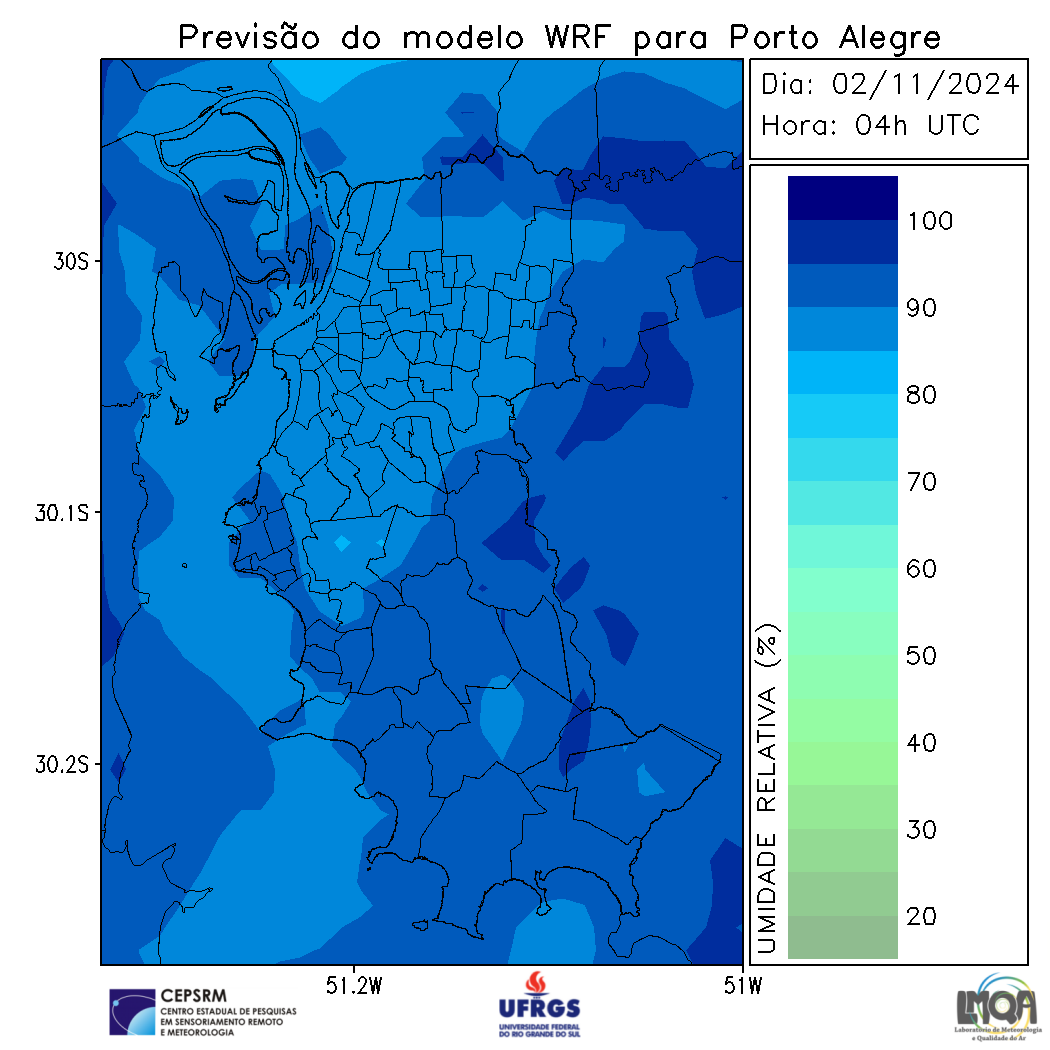 Previsão do modelo WRF para Porto Alegre
Dia: 02/11/2024
Hora: 04h UTC
30S
30.1S
30.2S
51.2W
51W
UMIDADE RELATIVA (%)
100
90
80
70
60
50
40
30
20
CEPSRM
CENTRO ESTADUAL DE PESQUISAS
EM SENSORIAMENTO REMOTO
E METEOROLOGIA
UFRGS
UNIVERSIDADE FEDERAL
DO RIO GRANDE DO SUL
LMQA
Laboratório de Meteorologia
e Qualidade do Ar